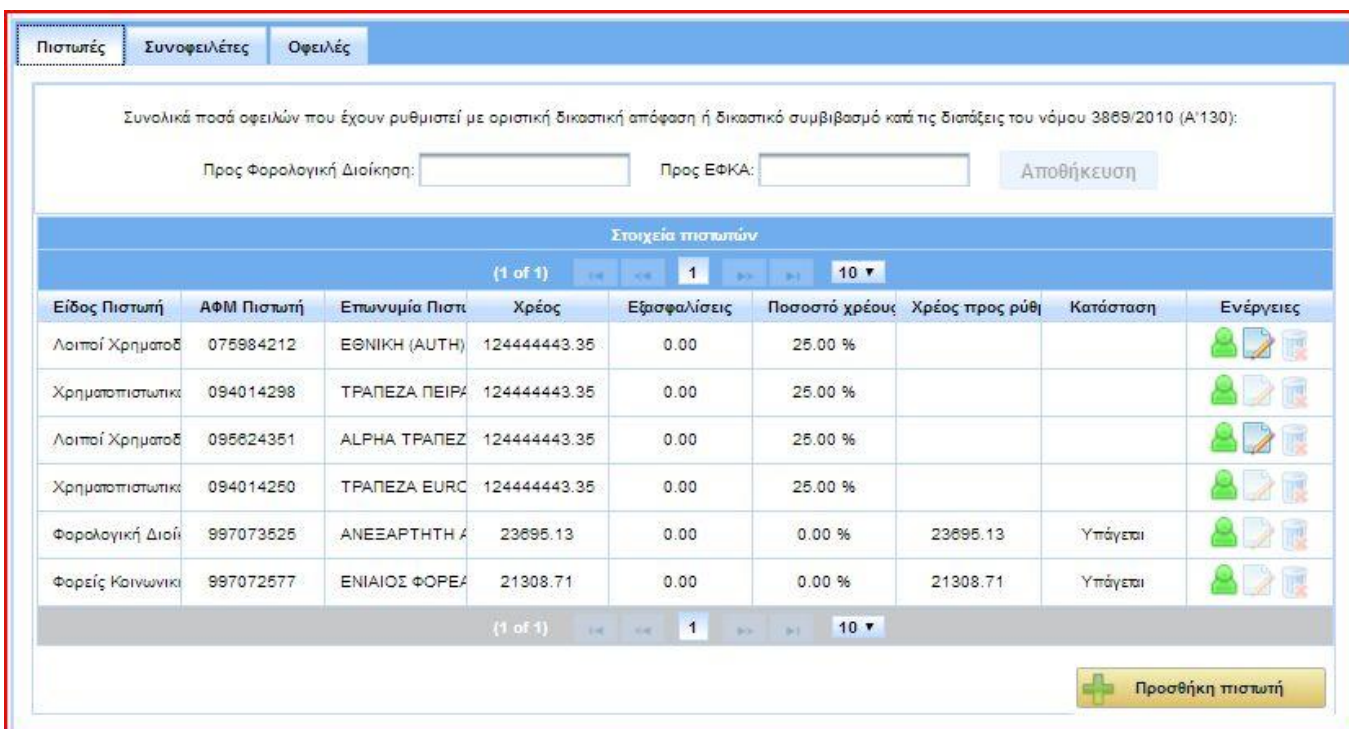 Πιστωτές Συνοφειλέτες Οφειλές
Συνολικά ποσά οφειλών που έχουν ρυθμιστεί με οριστική δικαστική απόφαση ή δικαστικό συμβιβασμό κατά τις διατάξεις του νόμου 3869/2010 (Α'130):
Προς Φορολογική Διοίκηση: Προς ΕΦΚΑ: Αποθήκευση
Στοιχεία πιστωτών
(1 of 1) 1 10
Είδος Πιστωτή ΑΦΜ Πιστωτή Επωνυμία Πιστω Χρέος Εξασφαλίσεις Ποσοστό χρέους Χρέος προς ρύθμ Κατάσταση Ενέργειες
Λοιποί Χρηματοδ 075984212 ΕΘΝΙΚΗ (AUTH) 124444443.35 0.00 25.00 %
Χρηματοπιστωτικο 094014298 ΤΡΑΠΕΖΑ ΠΕΙΡΑ 124444443.35 0.00 25.00 %
Λοιποί Χρηματοδ 095624351 ALPHA ΤΡΑΠΕΖ 124444443.35 0.00 25.00 %
Χρηματοπιστωτικο 094014250 ΤΡΑΠΕΖΑ EURO 124444443.35 0.00 25.00 %
Φορολογική Διοίκ 997073525 ΑΝΕΞΑΡΤΗΤΗ Α 23695.13 0.00 0.00 % 23695.13 Υπάγεται
Φορείς Κοινωνικ 997072577 ΕΝΙΑΙΟΣ ΦΟΡΕΑ 21308.71 0.00 0.00 % 21308.71 Υπάγεται
(1 of 1) 1 10
Προσθήκη πιστωτή